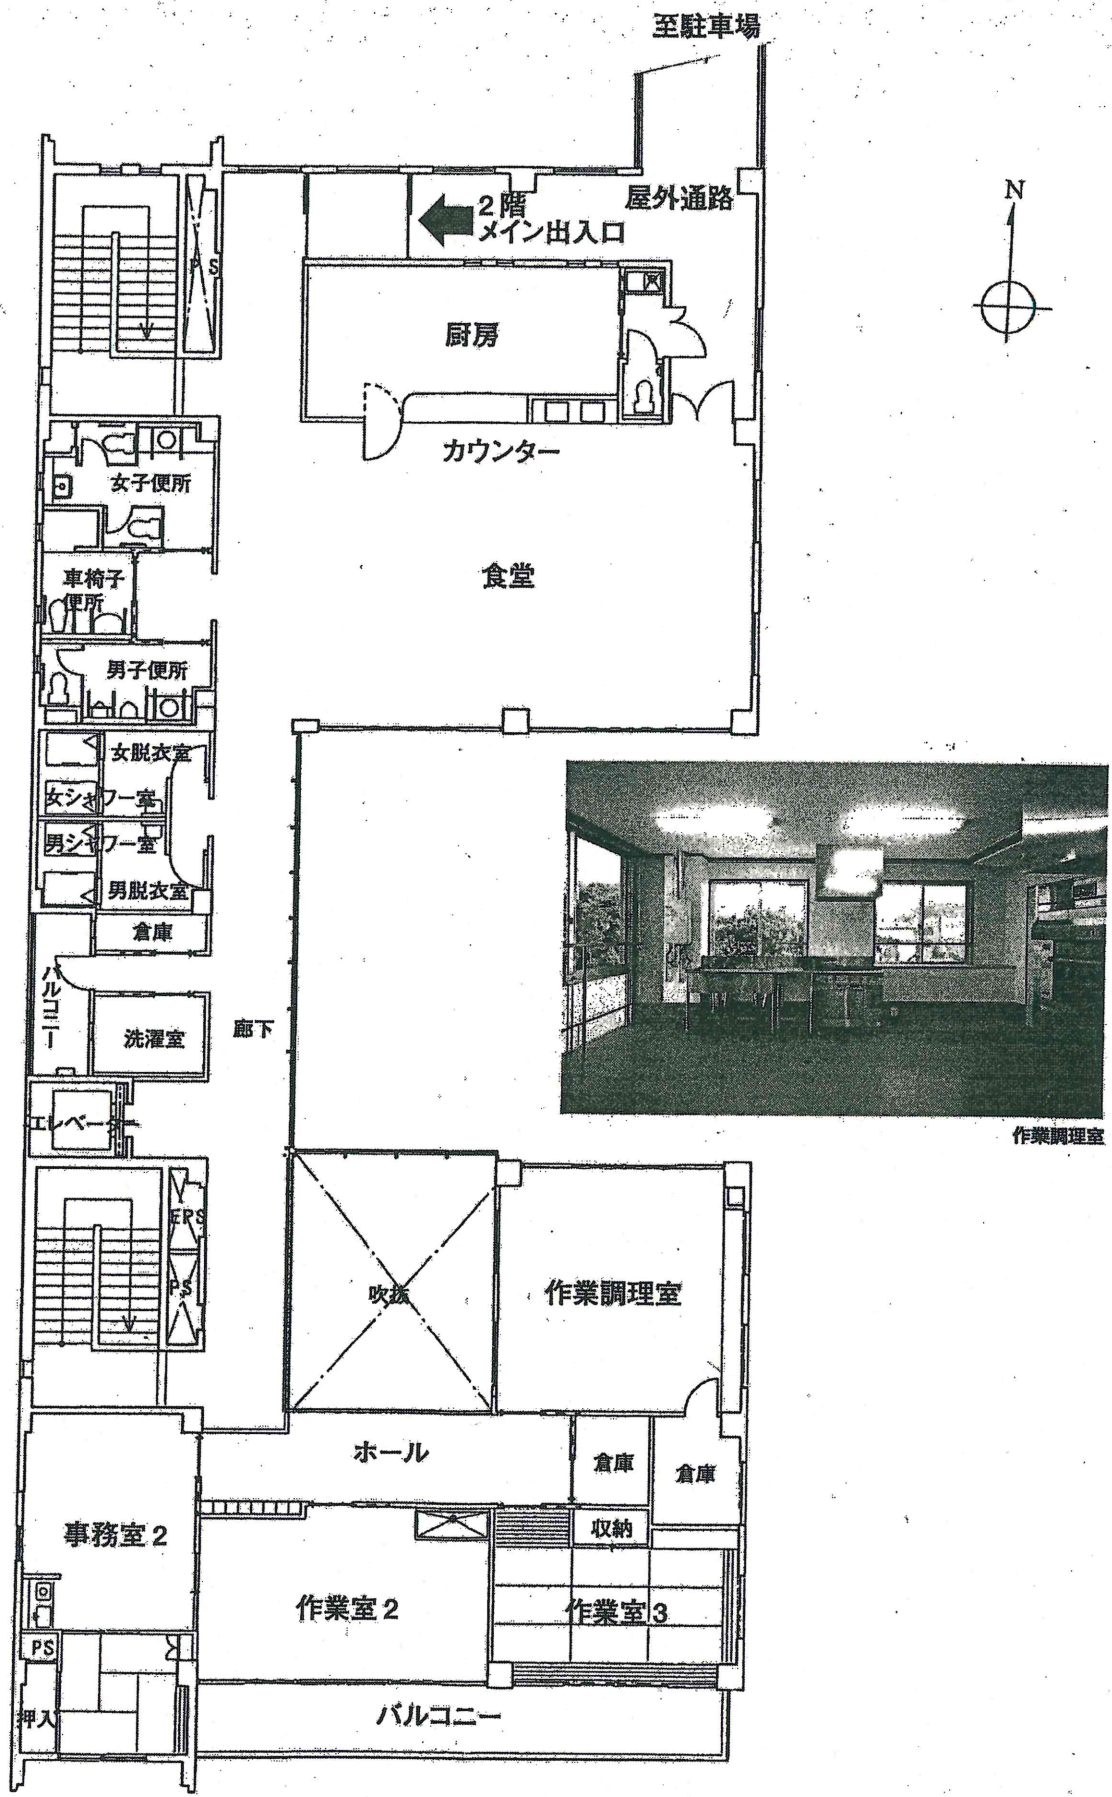 至駐車場
屋外通路
N
2階
メイン出入口
PS
厨房
カウンター
女子便所
食堂
車椅子
便所
男子便所
女脱衣室
女シャワー室
男シャワー室
男脱衣室
倉庫
バルコニー
洗濯室
廊下
エレベーター
作業調理室
EPS
PS
吹抜
作業調理室
ホール
倉庫
倉庫
収納
事務室2
作業室2
作業室3
PS
押入
バルコニー